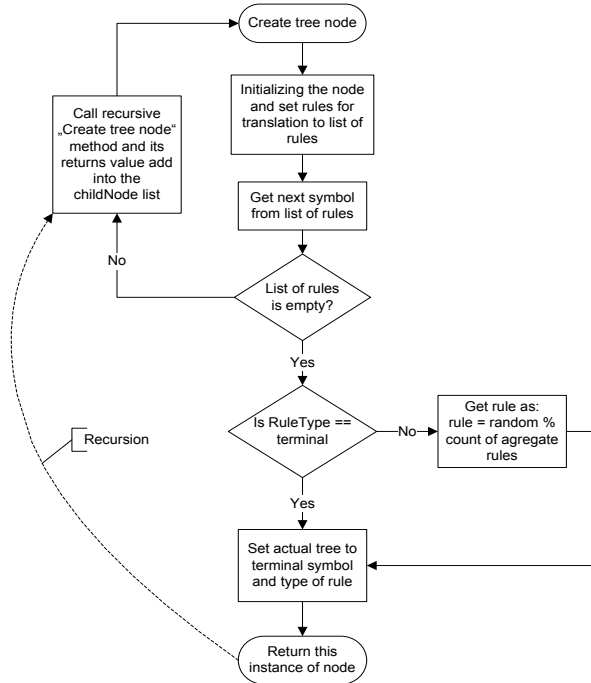 Create tree node
Initializing the node
and set rules for
translation to list of
rules
Call recursive
„Create tree node“
method and its
returns value add
into the
childNode list
Get next symbol
from list of rules
No
List of rules
is empty?
Yes
Is RuleType ==
terminal
No
Get rule as:
rule = random %
count of agregate
rules
Recursion
Yes
Set actual tree to
terminal symbol
and type of rule
Return this
instance of node